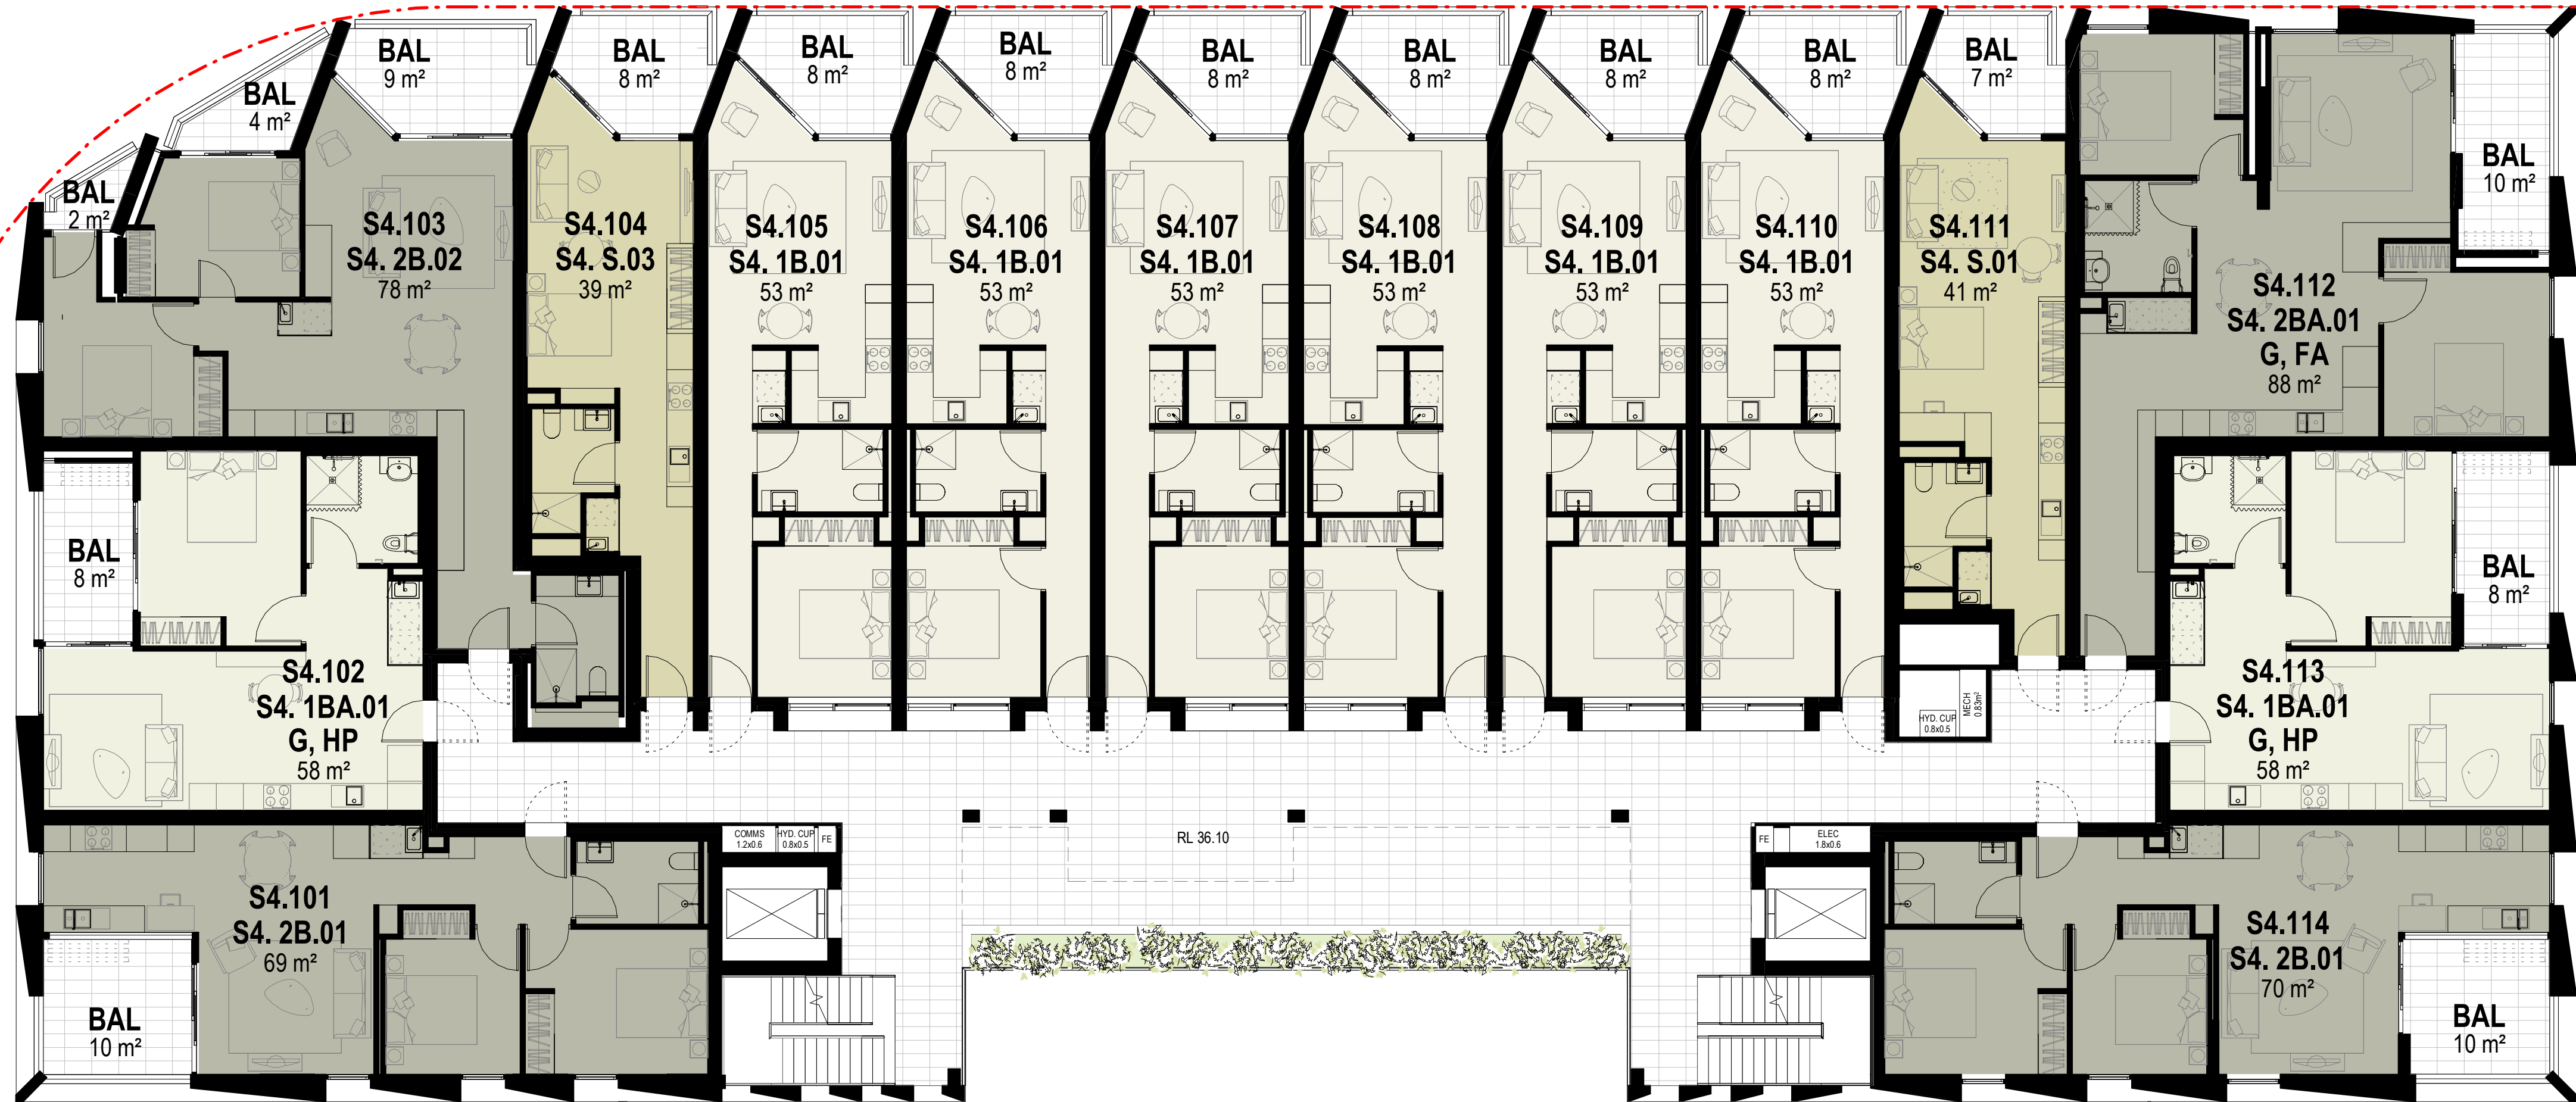 BAL
9 m²
BAL
8 m²
BAL
8 m²
BAL
8 m²
BAL
8 m²
BAL
8 m²
BAL
8 m²
BAL
8 m²
BAL
7 m²
BAL
4 m²
BAL
2 m²
BAL
10 m²
S4.103
S4. 2B.02
78 m²
S4.104
S4. S.03
39 m²
S4.105
S4. 1B.01
53 m²
S4.106
S4. 1B.01
53 m²
S4.107
S4. 1B.01
53 m²
S4.108
S4. 1B.01
53 m²
S4.109
S4. 1B.01
53 m²
S4.110
S4. 1B.01
53 m²
S4.111
S4. S.01
41 m²
S4.112
S4. 2BA.01
G, FA
88 m²
BAL
8 m²
BAL
8 m²
S4.102
S4. 1BA.01
G, HP
58 m²
S4.113
S4. 1BA.01
G, HP
58 m²
HYD. CUP
0.8x0.5
MECH
0.83m²
COMMS
1.2x0.6
HYD. CUP
0.8x0.5
FE
RL 36.10
FE
ELEC
1.8x0.6
S4.101
S4. 2B.01
69 m²
S4.114
S4. 2B.01
70 m²
BAL
10 m²
BAL
10 m²